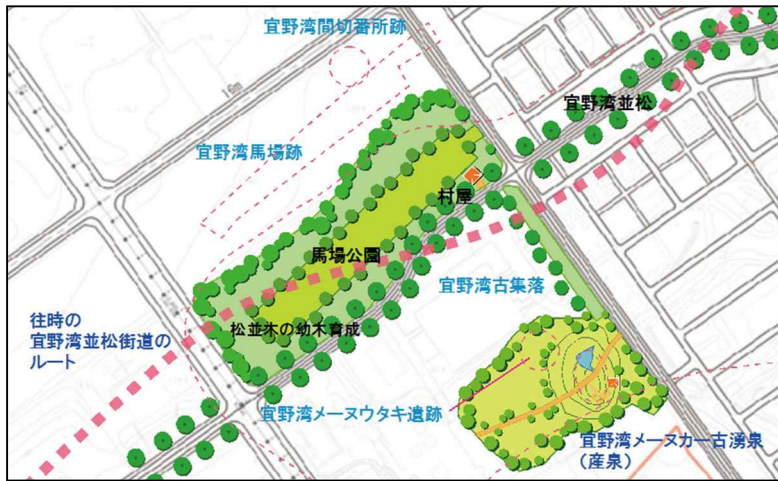 宜野湾間切番所跡
16m
宜野湾並松
宜野湾馬場跡
村屋
馬場公園
宜野湾古集落
往時の
宜野湾並松街道の
ルート
松並木の幼木育成
宜野湾メーヌウタキ遺跡
宜野湾メーヌカー古湧泉
（産泉）